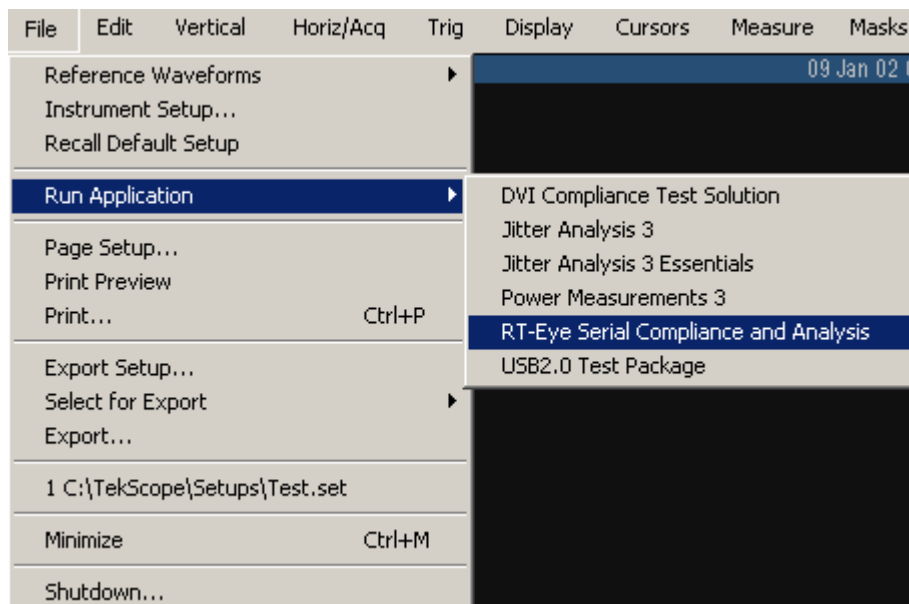 File Edit Vertical Horiz/Acq Trig Display Cursors Measure Masks
09 Jan 02
Reference Waveforms
Instrument Setup...
Recall Default Setup
Run Application
DVI Compliance Test Solution
Jitter Analysis 3
Jitter Analysis 3 Essentials
Power Measurements 3
RT-Eye Serial Compliance and Analysis
USB2.0 Test Package
Page Setup...
Print Preview
Print... Ctrl+P
Export Setup...
Select for Export
Export...
1 C:\TekScope\Setups\Test.set
Minimize Ctrl+M
Shutdown...